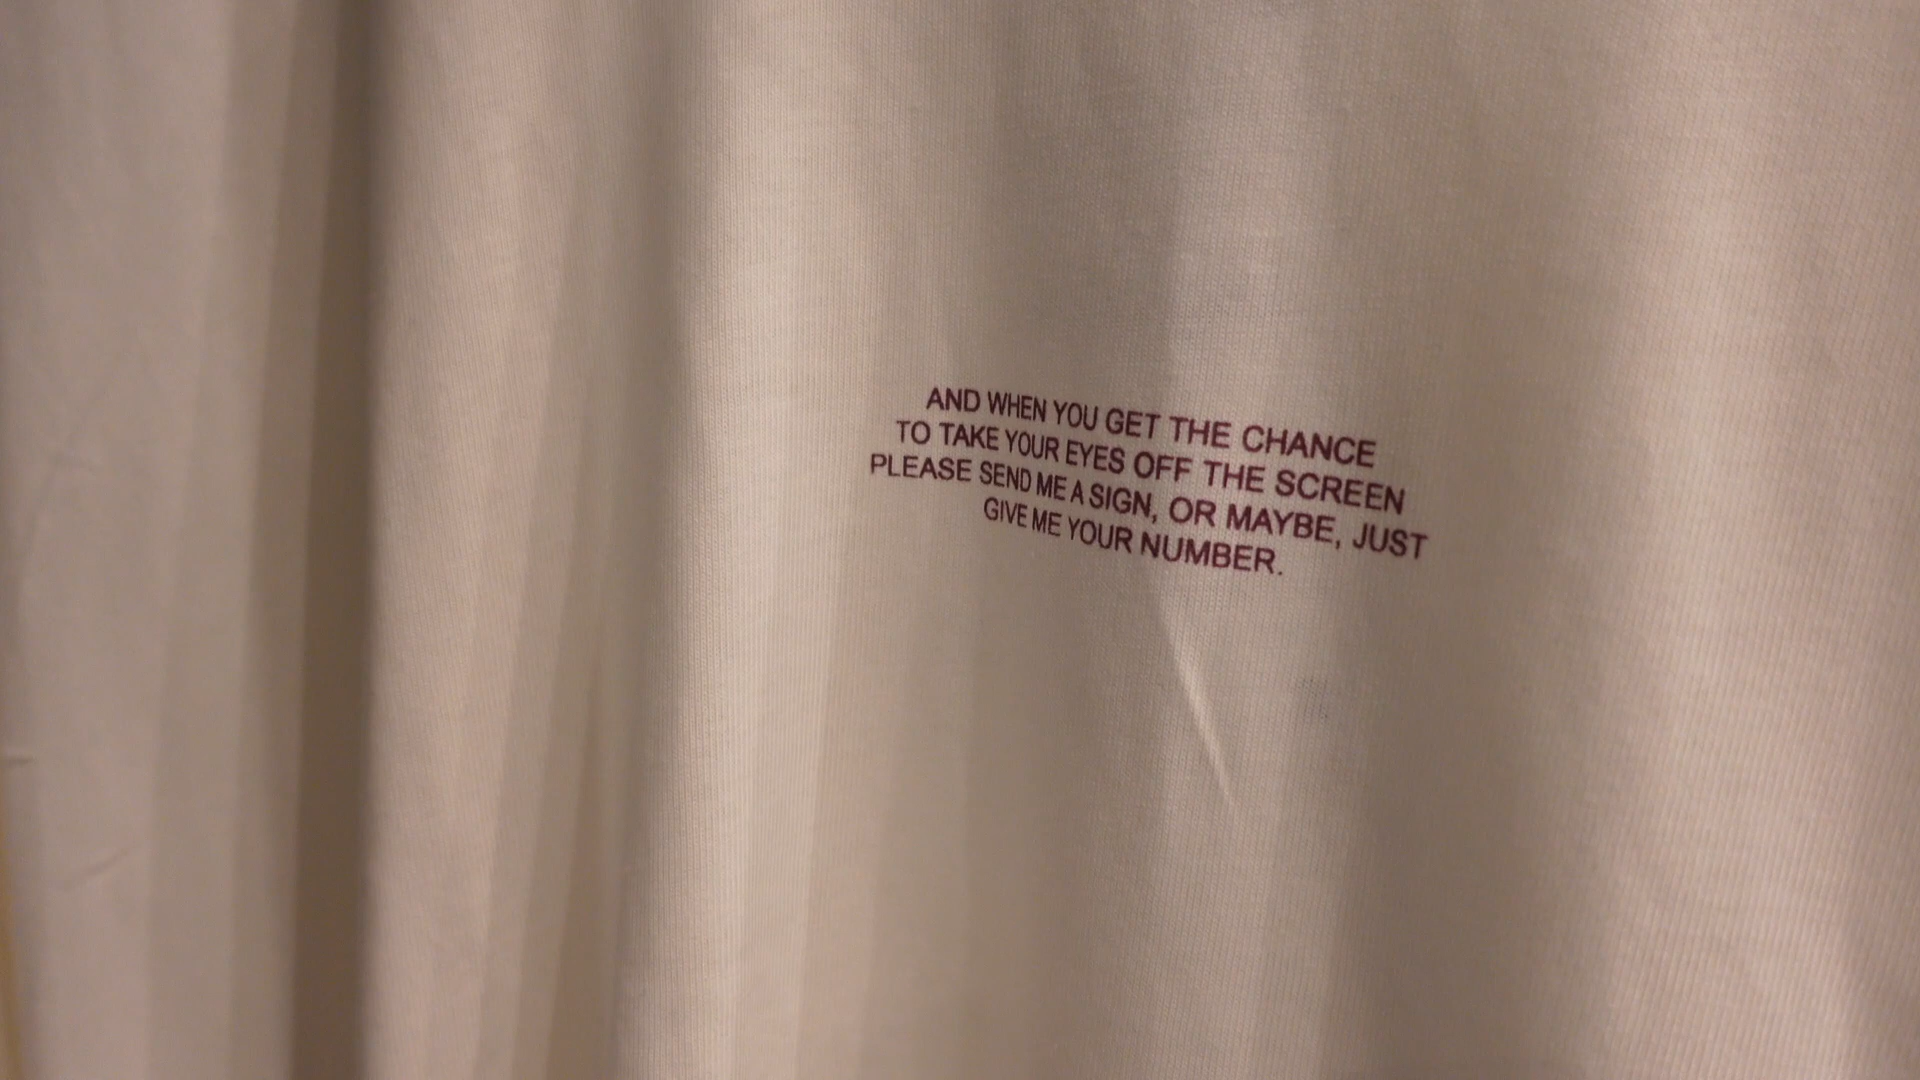 AND WHEN YOU GET THE CHANCE
TO TAKE YOUR EYES OFF THE SCREEN
PLEASE SEND ME A SIGN, OR MAYBE, JUST
GIVE ME YOUR NUMBER.